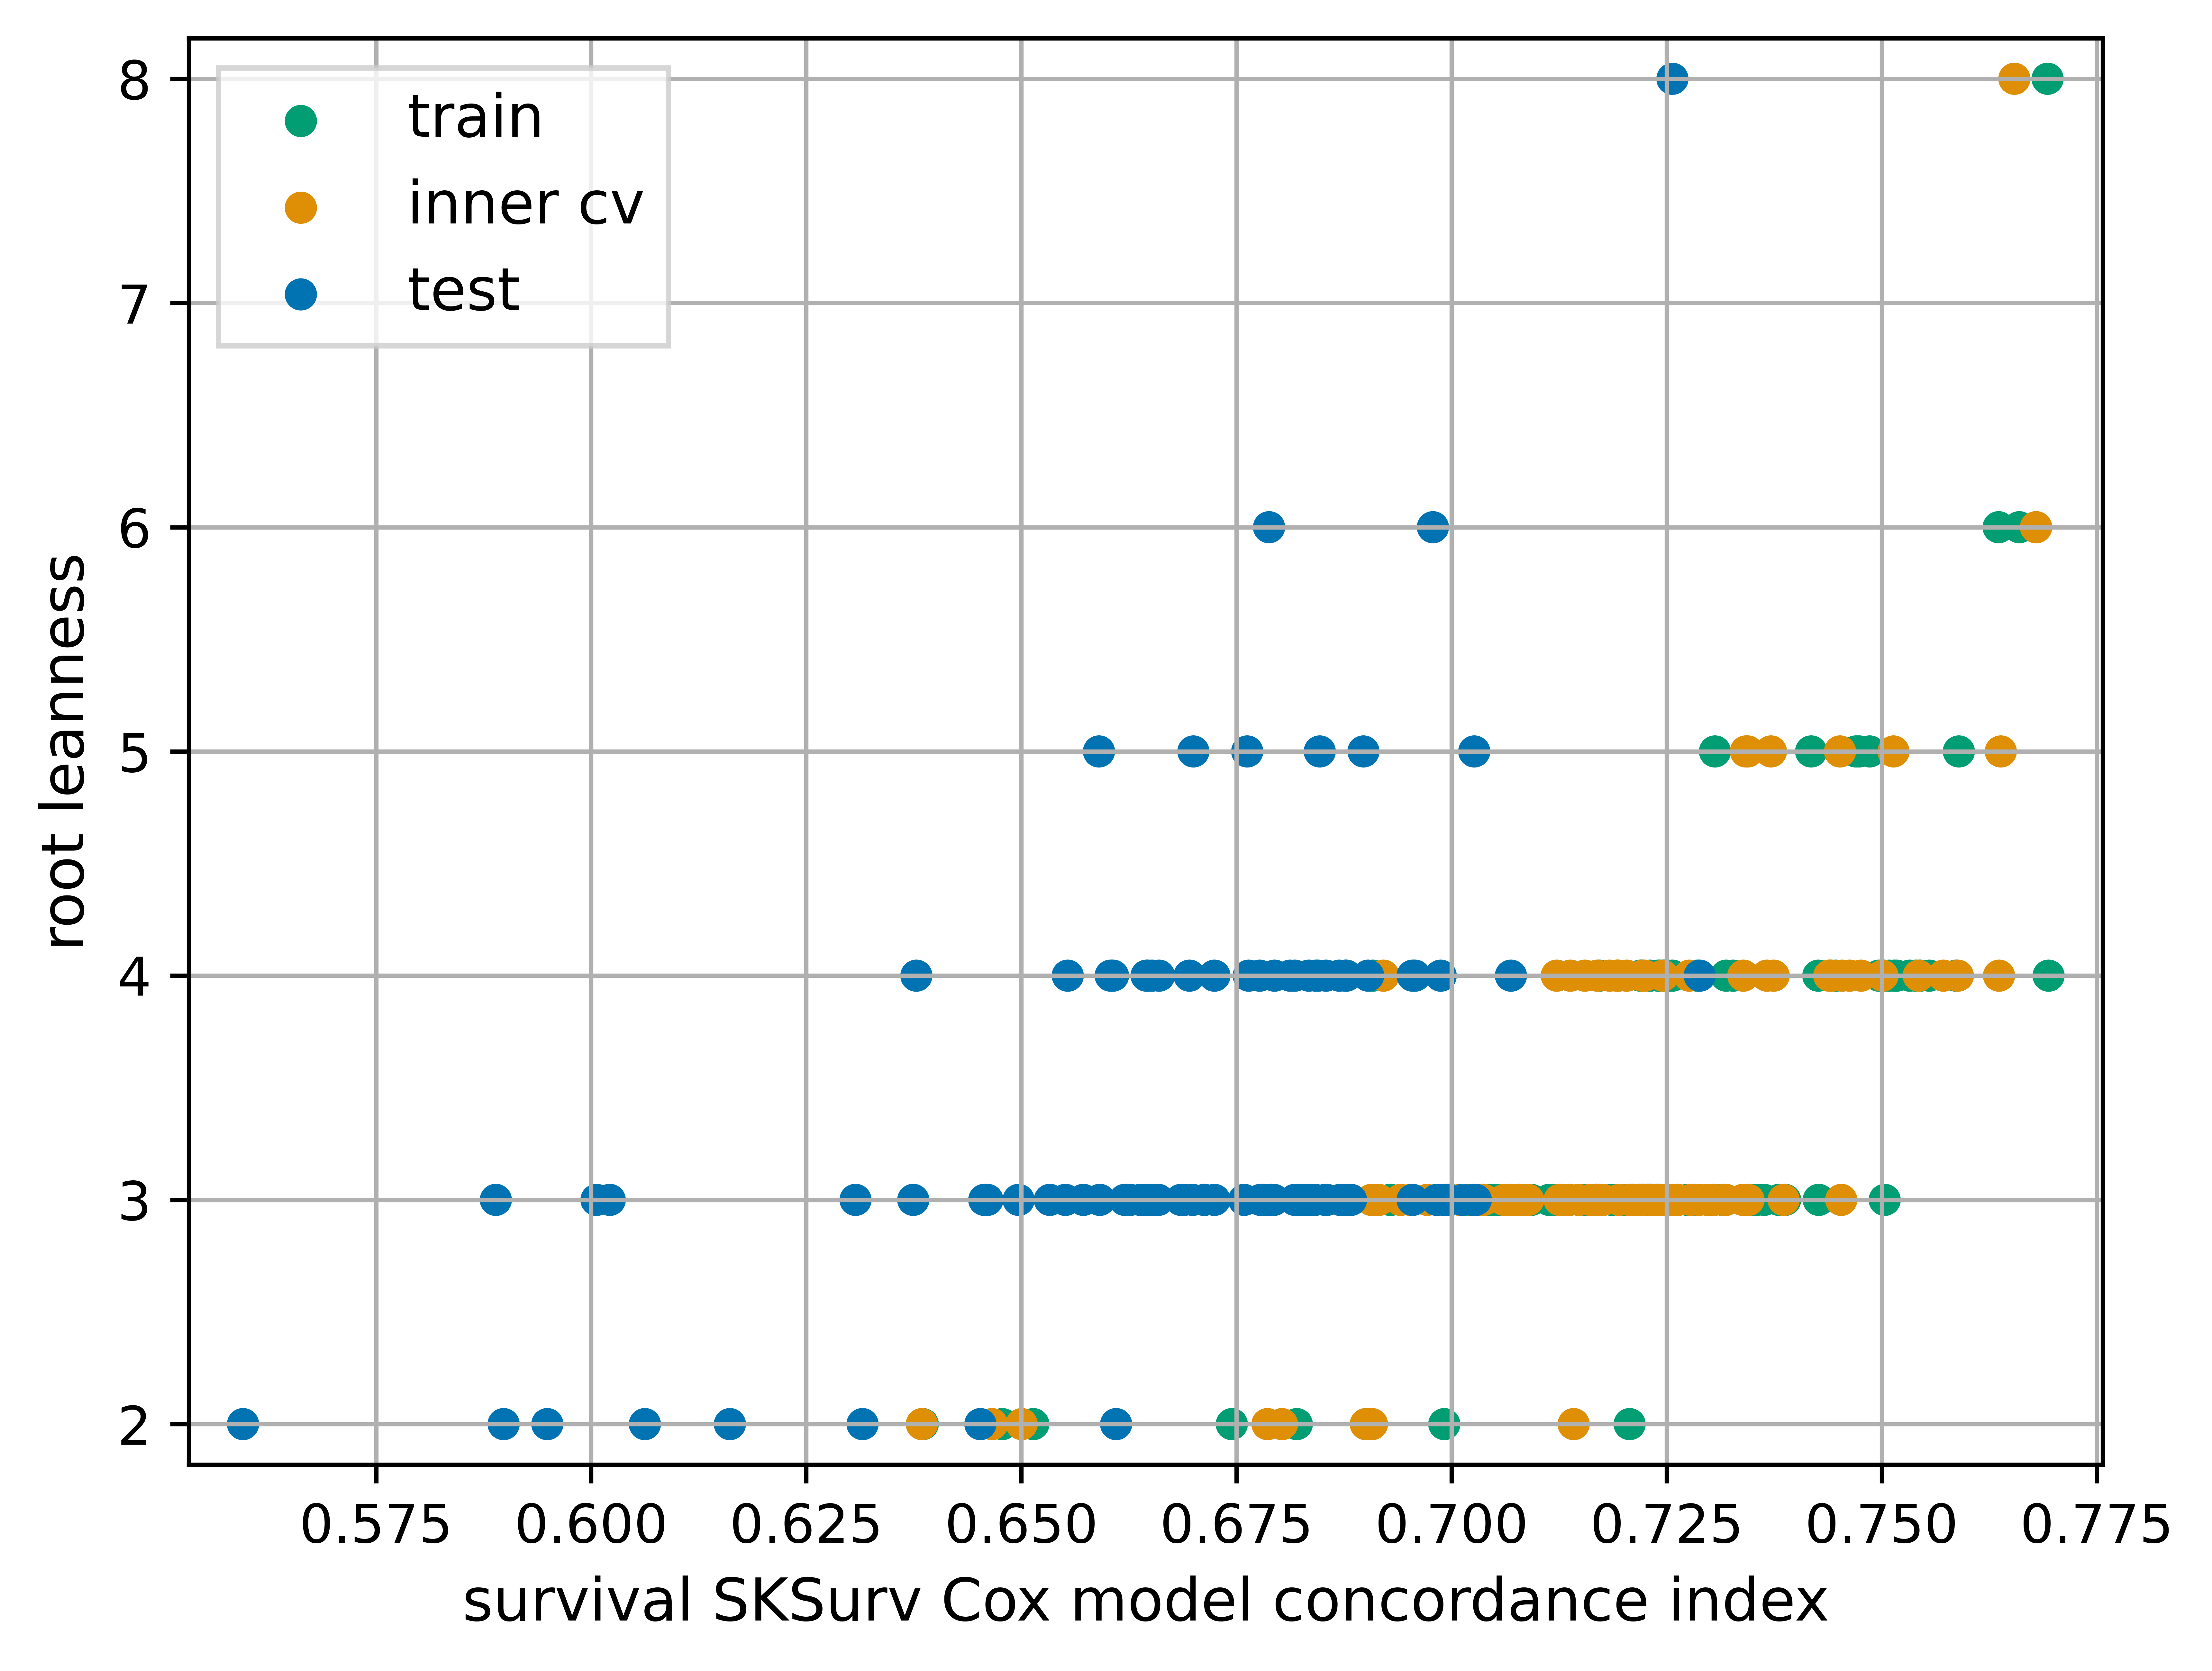 8
7
6
5
4
3
2
root leanness
train
inner cv
test
0.575 0.600 0.625 0.650 0.675 0.700 0.725 0.750 0.775
survival SKSurv Cox model concordance index